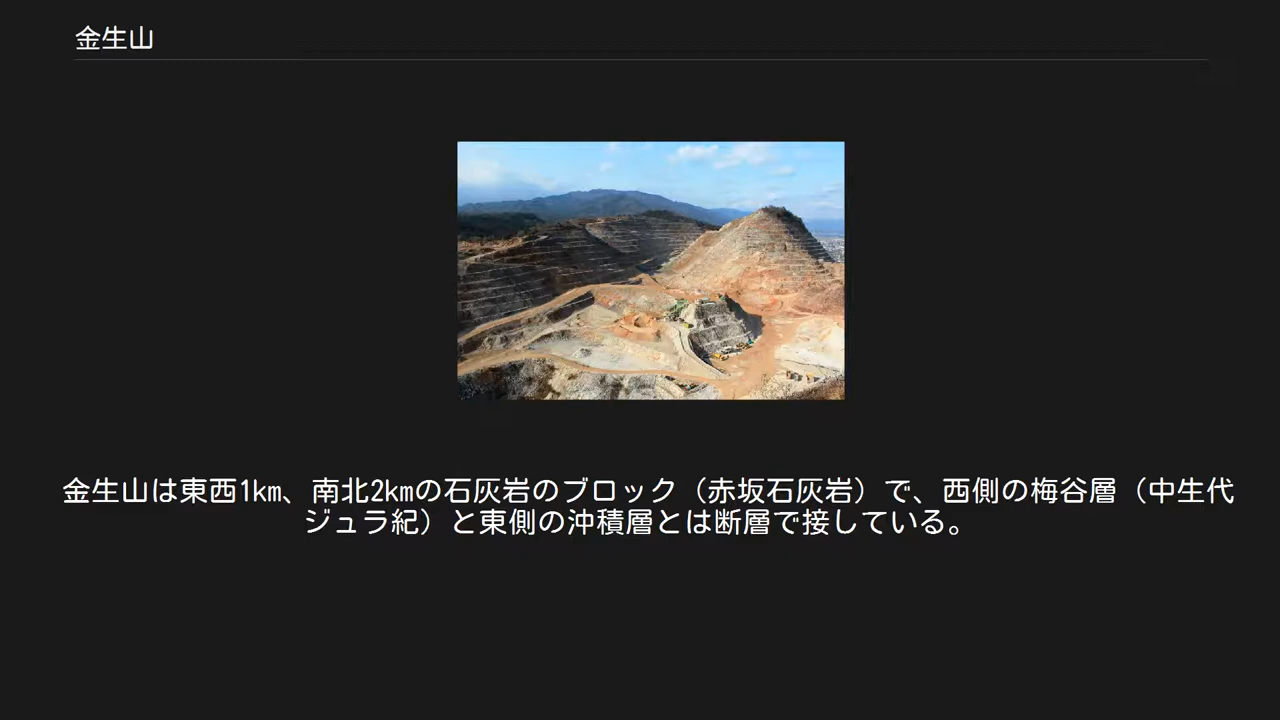 金生山
金生山は東西1km、南北2kmの石灰岩のブロック（赤坂石灰岩）で、西側の梅谷層（中生代
ジュラ紀）と東側の沖積層とは断層で接している。